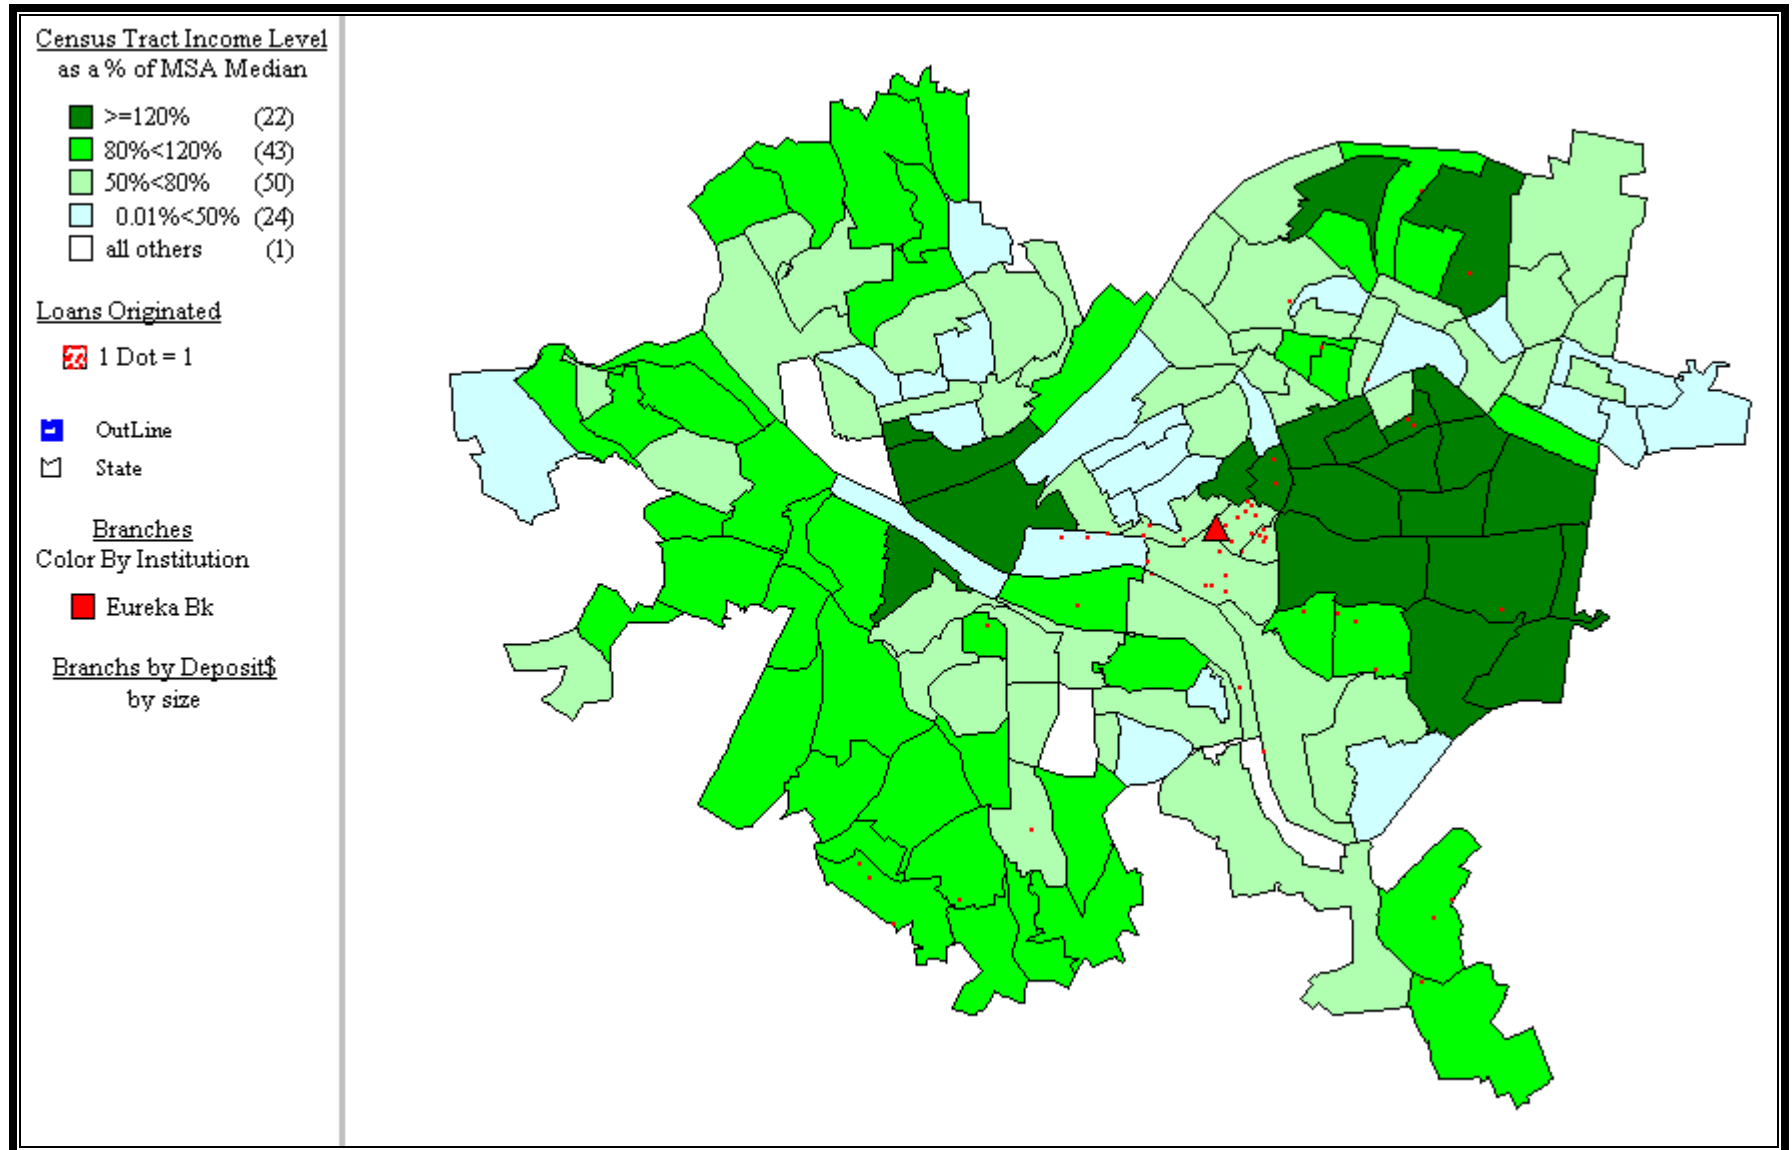 Census Tract Income Level
as a % of MSA Median
>=120% (22)
80%<120% (43)
50%<80% (50)
0.01%<50% (24)
all others (1)
Loans Originated
1 Dot = 1
OutLine
State
Branches
Color By Institution
Eureka Bk
Branchs by Deposit$
by size